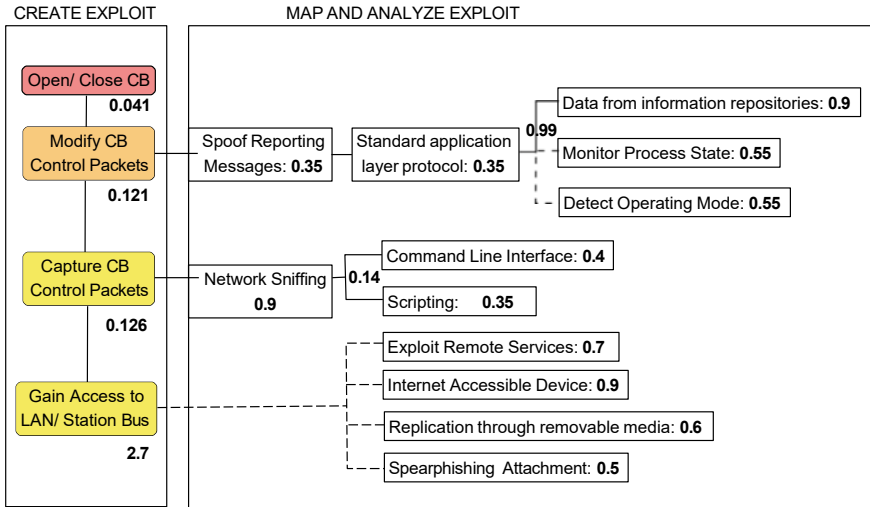 CREATE EXPLOIT
MAP AND ANALYZE EXPLOIT
Open/ Close CB
0.041
Modify CB
Control Packets
0.121
Spoof Reporting
Messages: 0.35
Standard application
layer protocol: 0.35
0.99
Data from information repositories: 0.9
Monitor Process State: 0.55
Detect Operating Mode: 0.55
Capture CB
Control Packets
0.126
Network Sniffing
0.9
0.14
Command Line Interface: 0.4
Scripting: 0.35
Gain Access to
LAN/ Station Bus
2.7
Exploit Remote Services: 0.7
Internet Accessible Device: 0.9
Replication through removable media: 0.6
Spearphishing Attachment: 0.5